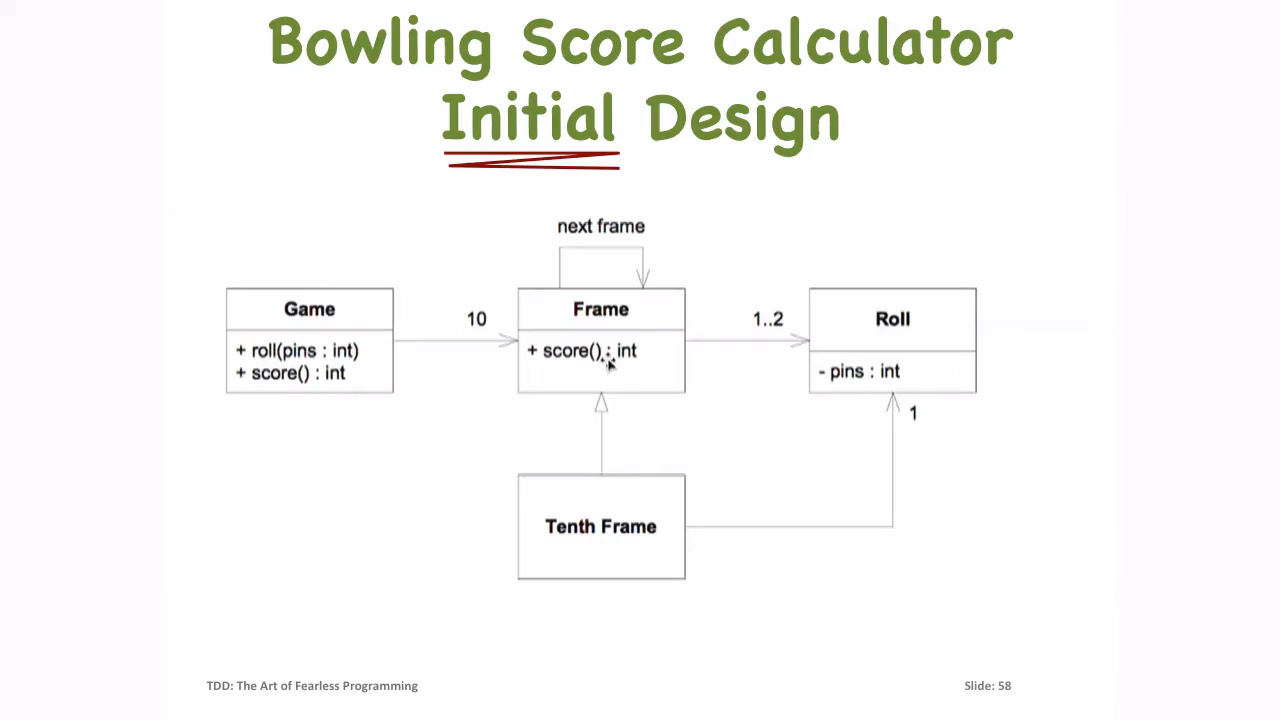 Bowling Score Calculator
Initial Design
next frame
Game
+ roll(pins : int)
+ score() : int
10
Frame
+ score() : int
1..2
Roll
- pins : int
1
Tenth Frame
TDD: The Art of Fearless Programming
Slide: 58